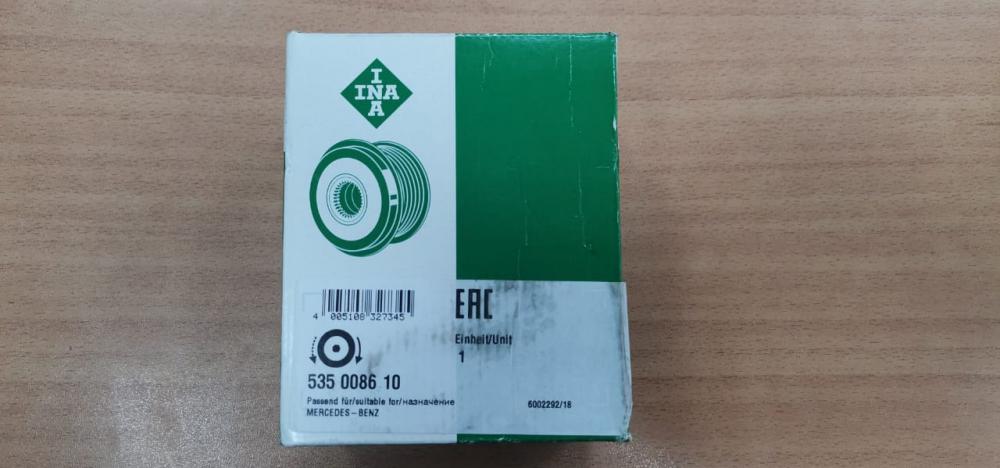 I
INA
A
EAC
4 005108 327345
Einheit/Unit
1
535 0086 10
Passend für/suitable for/назначение
MERCEDES-BENZ
6002292/18